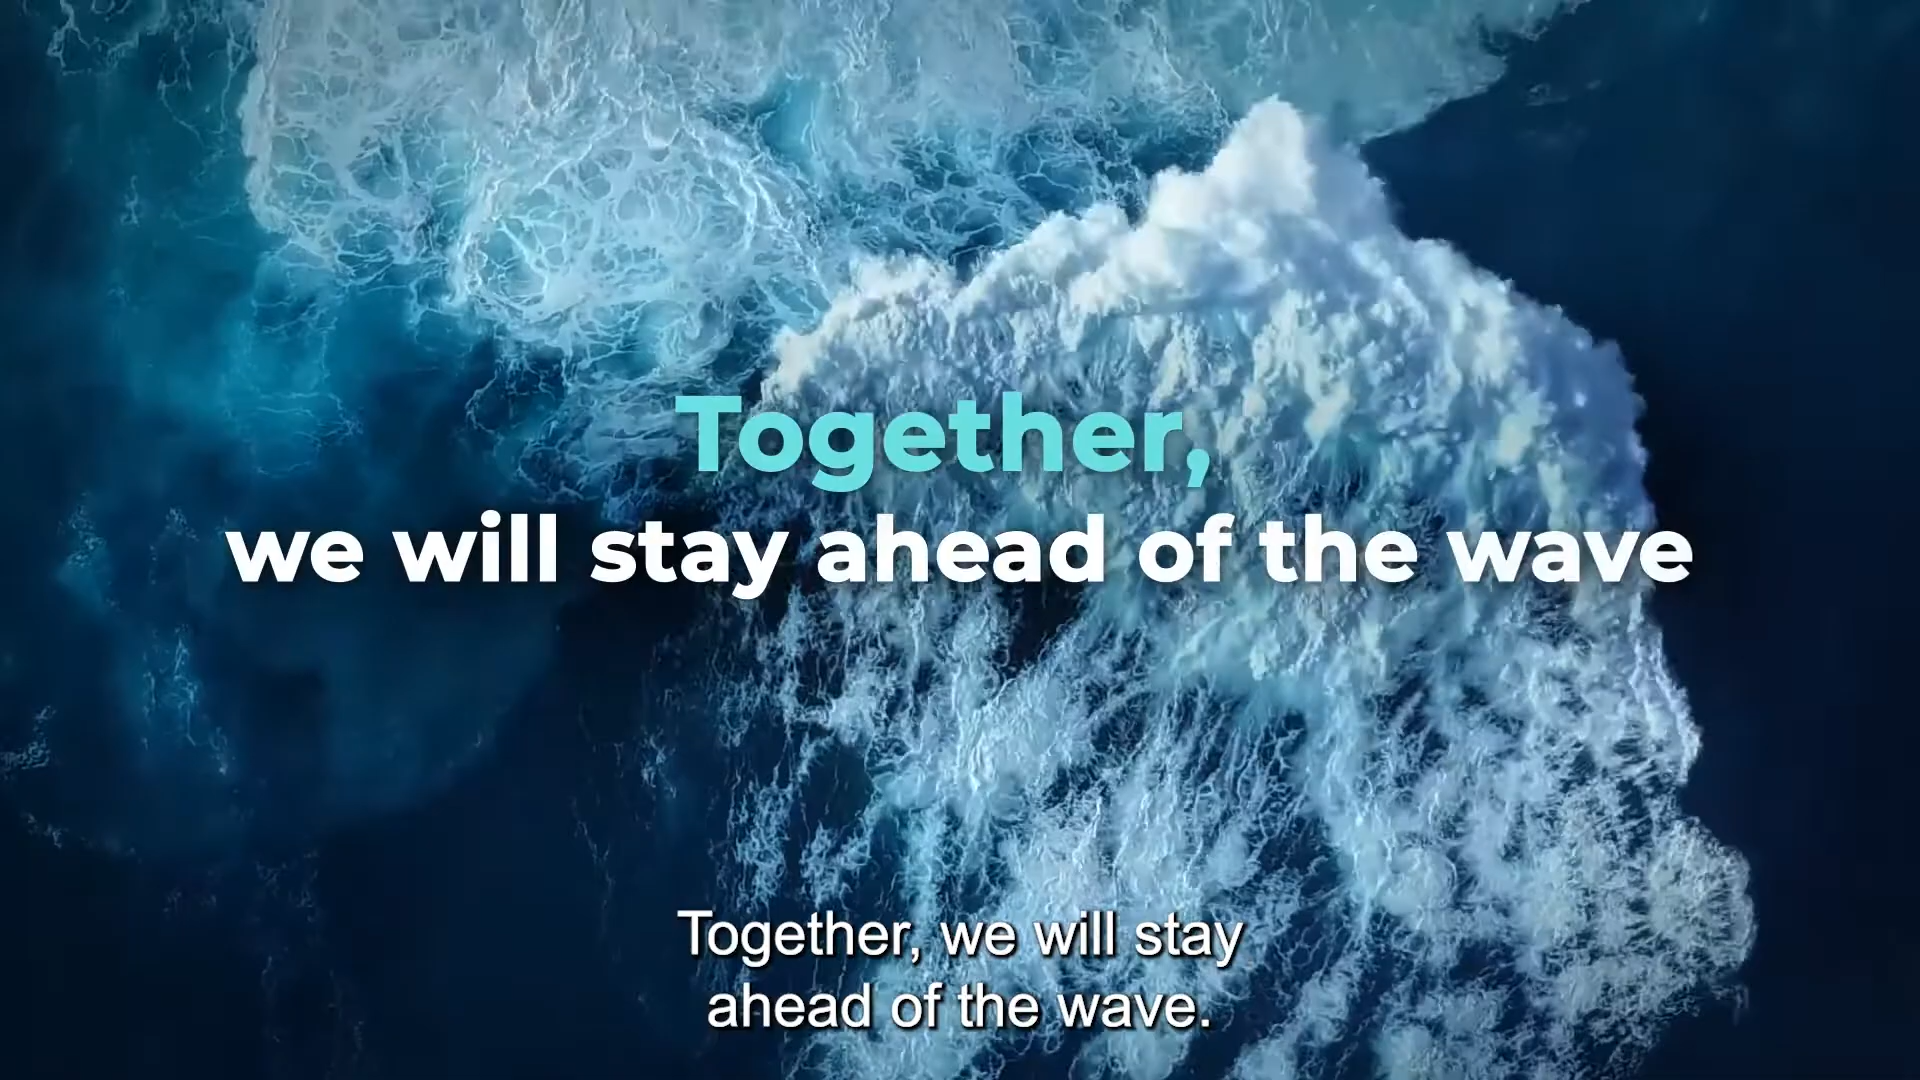 Together,
we will stay ahead of the wave
Together, we will stay
ahead of the wave.